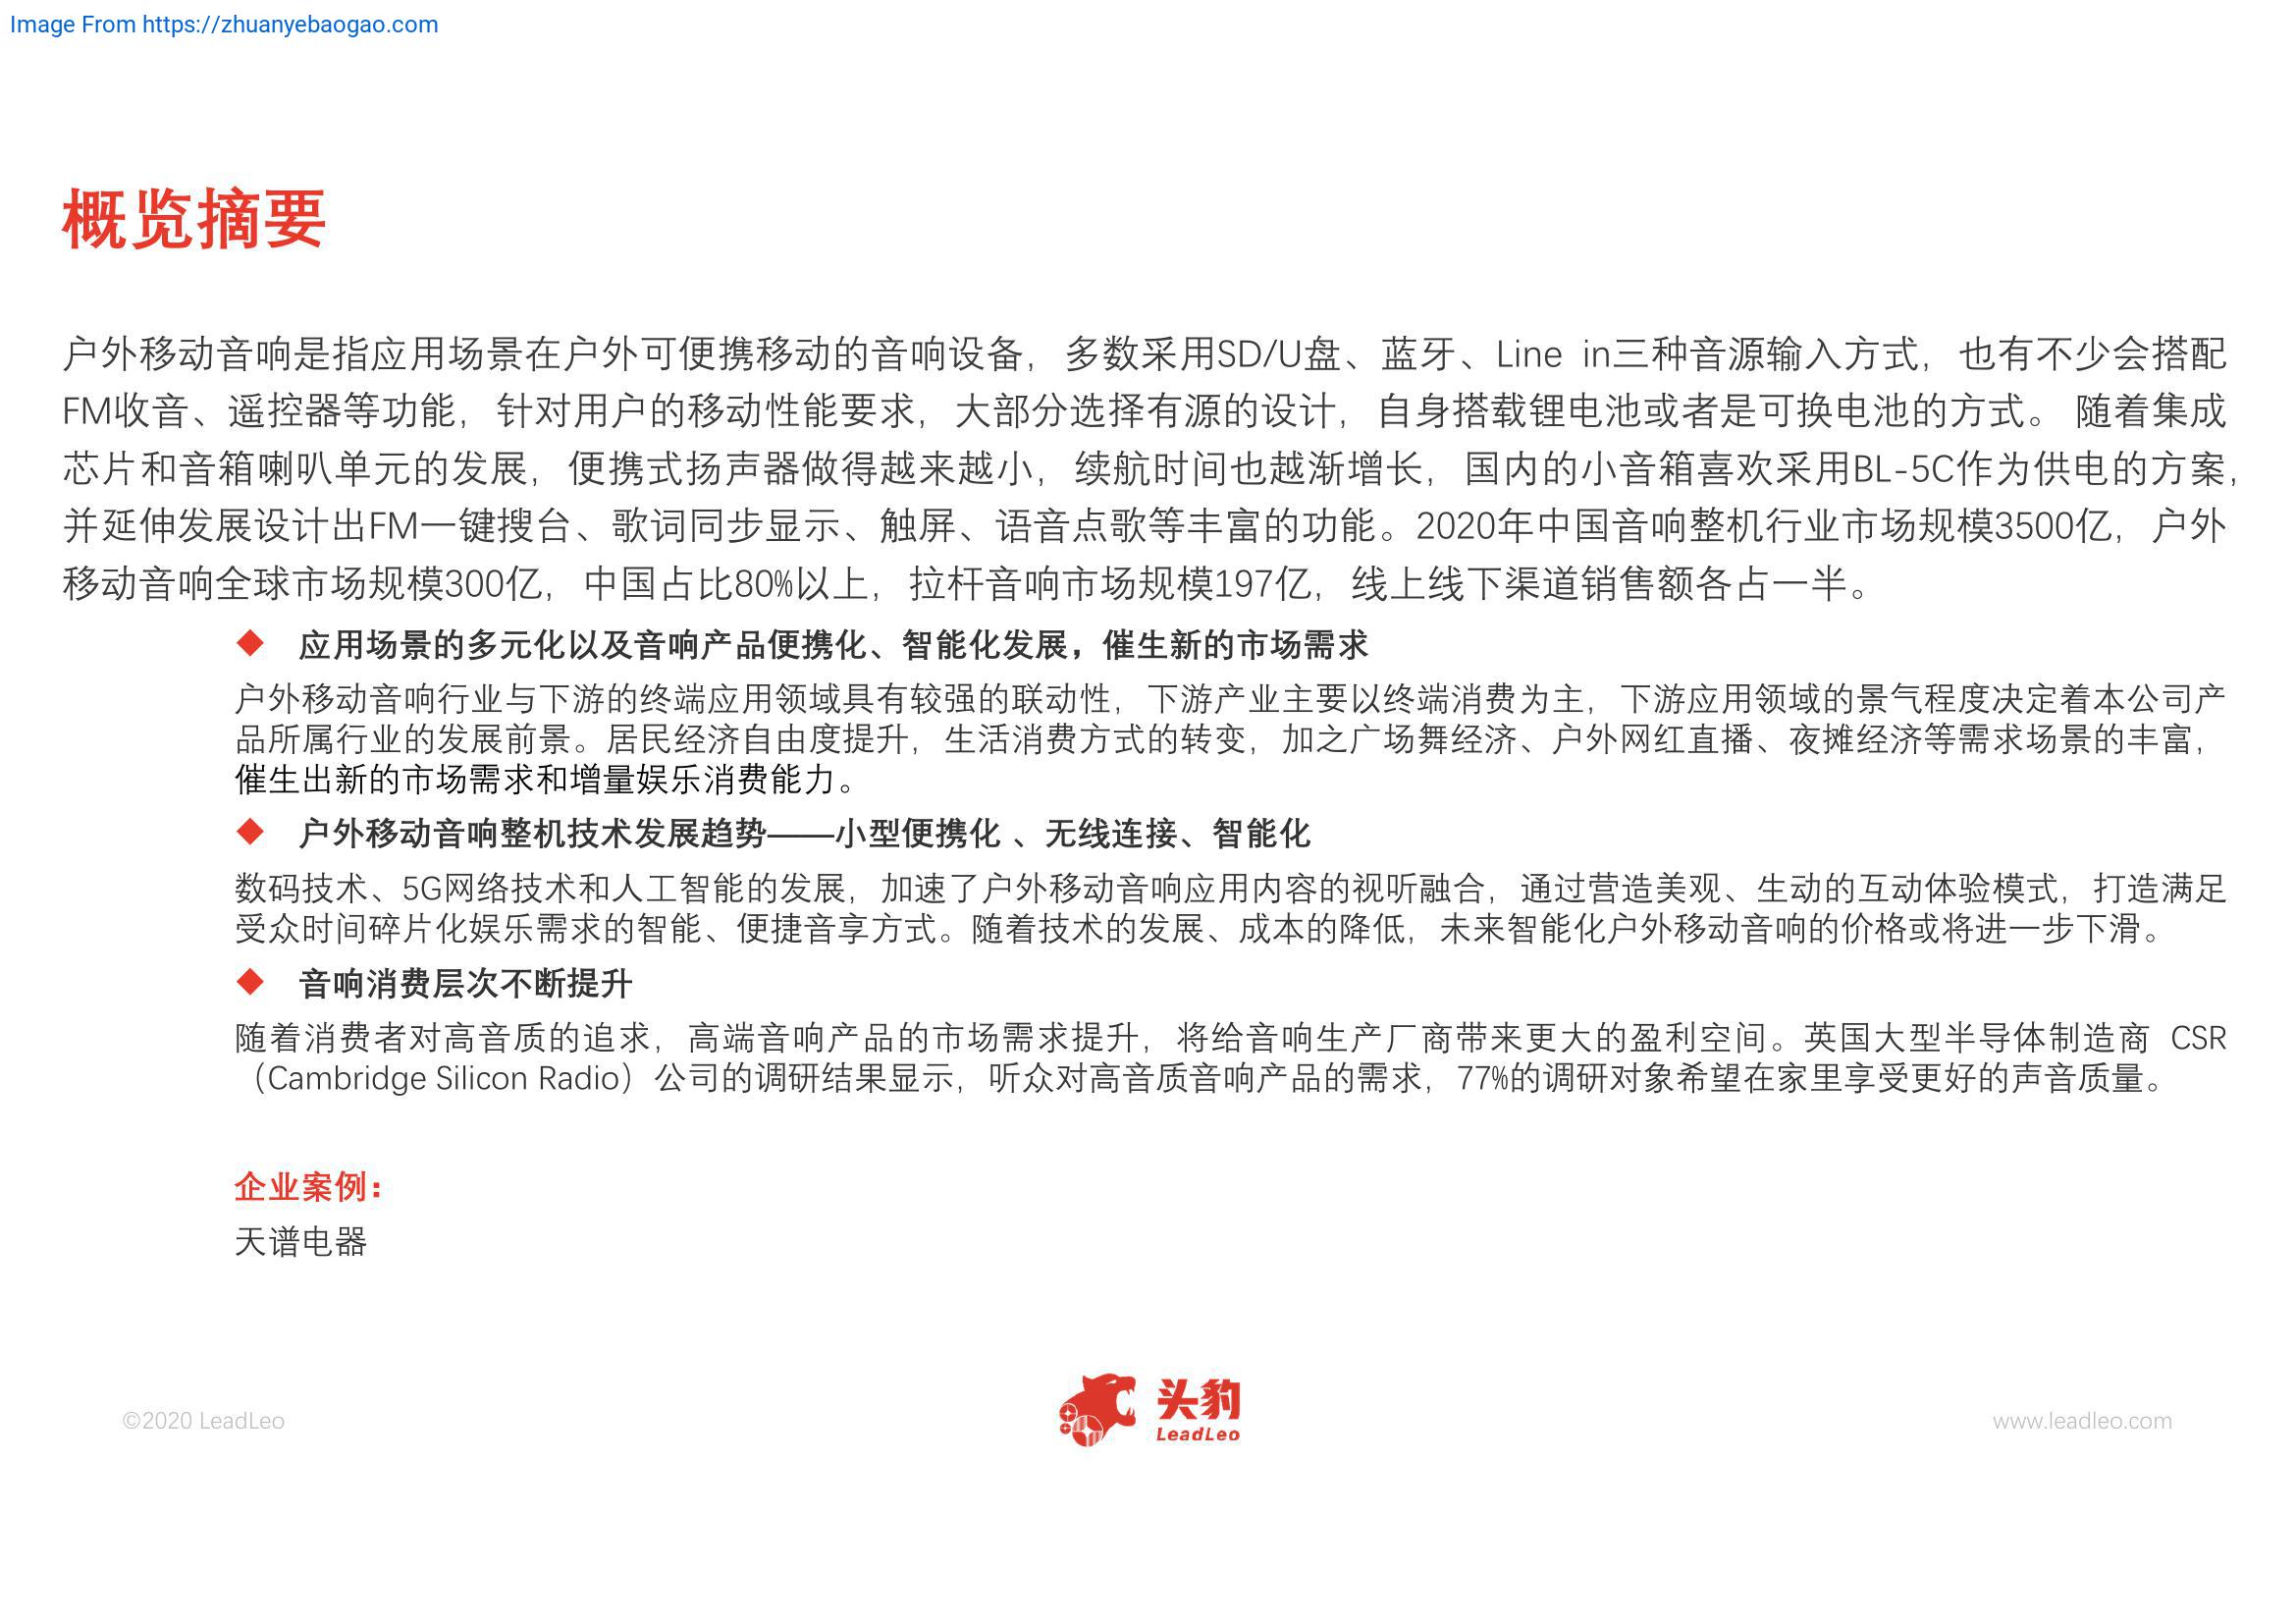 Image From https://zhuanyebaogao.com
概览摘要
户外移动音响是指应用场景在户外可便携移动的音响设备，多数采用SD/U盘、蓝牙、Line in三种音源输入方式，也有不少会搭配
FM收音、遥控器等功能，针对用户的移动性能要求，大部分选择有源的设计，自身搭载锂电池或者是可换电池的方式。 随着集成
芯片和音箱喇叭单元的发展，便携式扬声器做得越来越小，续航时间也越渐增长，国内的小音箱喜欢采用BL-5C作为供电的方案，
并延伸发展设计出FM一键搜台、歌词同步显示、触屏、语音点歌等丰富的功能。2020年中国音响整机行业市场规模3500亿，户外
移动音响全球市场规模300亿，中国占比80%以上，拉杆音响市场规模197亿，线上线下渠道销售额各占一半。
◆ 应用场景的多元化以及音响产品便携化、智能化发展，催生新的市场需求
户外移动音响行业与下游的终端应用领域具有较强的联动性，下游产业主要以终端消费为主，下游应用领域的景气程度决定着本公司产
品所属行业的发展前景。居民经济自由度提升，生活消费方式的转变，加之广场舞经济、户外网红直播、夜摊经济等需求场景的丰富，
催生出新的市场需求和增量娱乐消费能力。
◆ 户外移动音响整机技术发展趋势——小型便携化 、无线连接、智能化
数码技术、5G网络技术和人工智能的发展，加速了户外移动音响应用内容的视听融合，通过营造美观、生动的互动体验模式，打造满足
受众时间碎片化娱乐需求的智能、便捷音享方式。随着技术的发展、成本的降低，未来智能化户外移动音响的价格或将进一步下滑。
◆ 音响消费层次不断提升
随着消费者对高音质的追求，高端音响产品的市场需求提升，将给音响生产厂商带来更大的盈利空间。英国大型半导体制造商 CSR
（Cambridge Silicon Radio）公司的调研结果显示，听众对高音质音响产品的需求，77%的调研对象希望在家里享受更好的声音质量。
企业案例：
天谱电器
©2020 LeadLeo
头豹
LeadLeo
www.leadleo.com